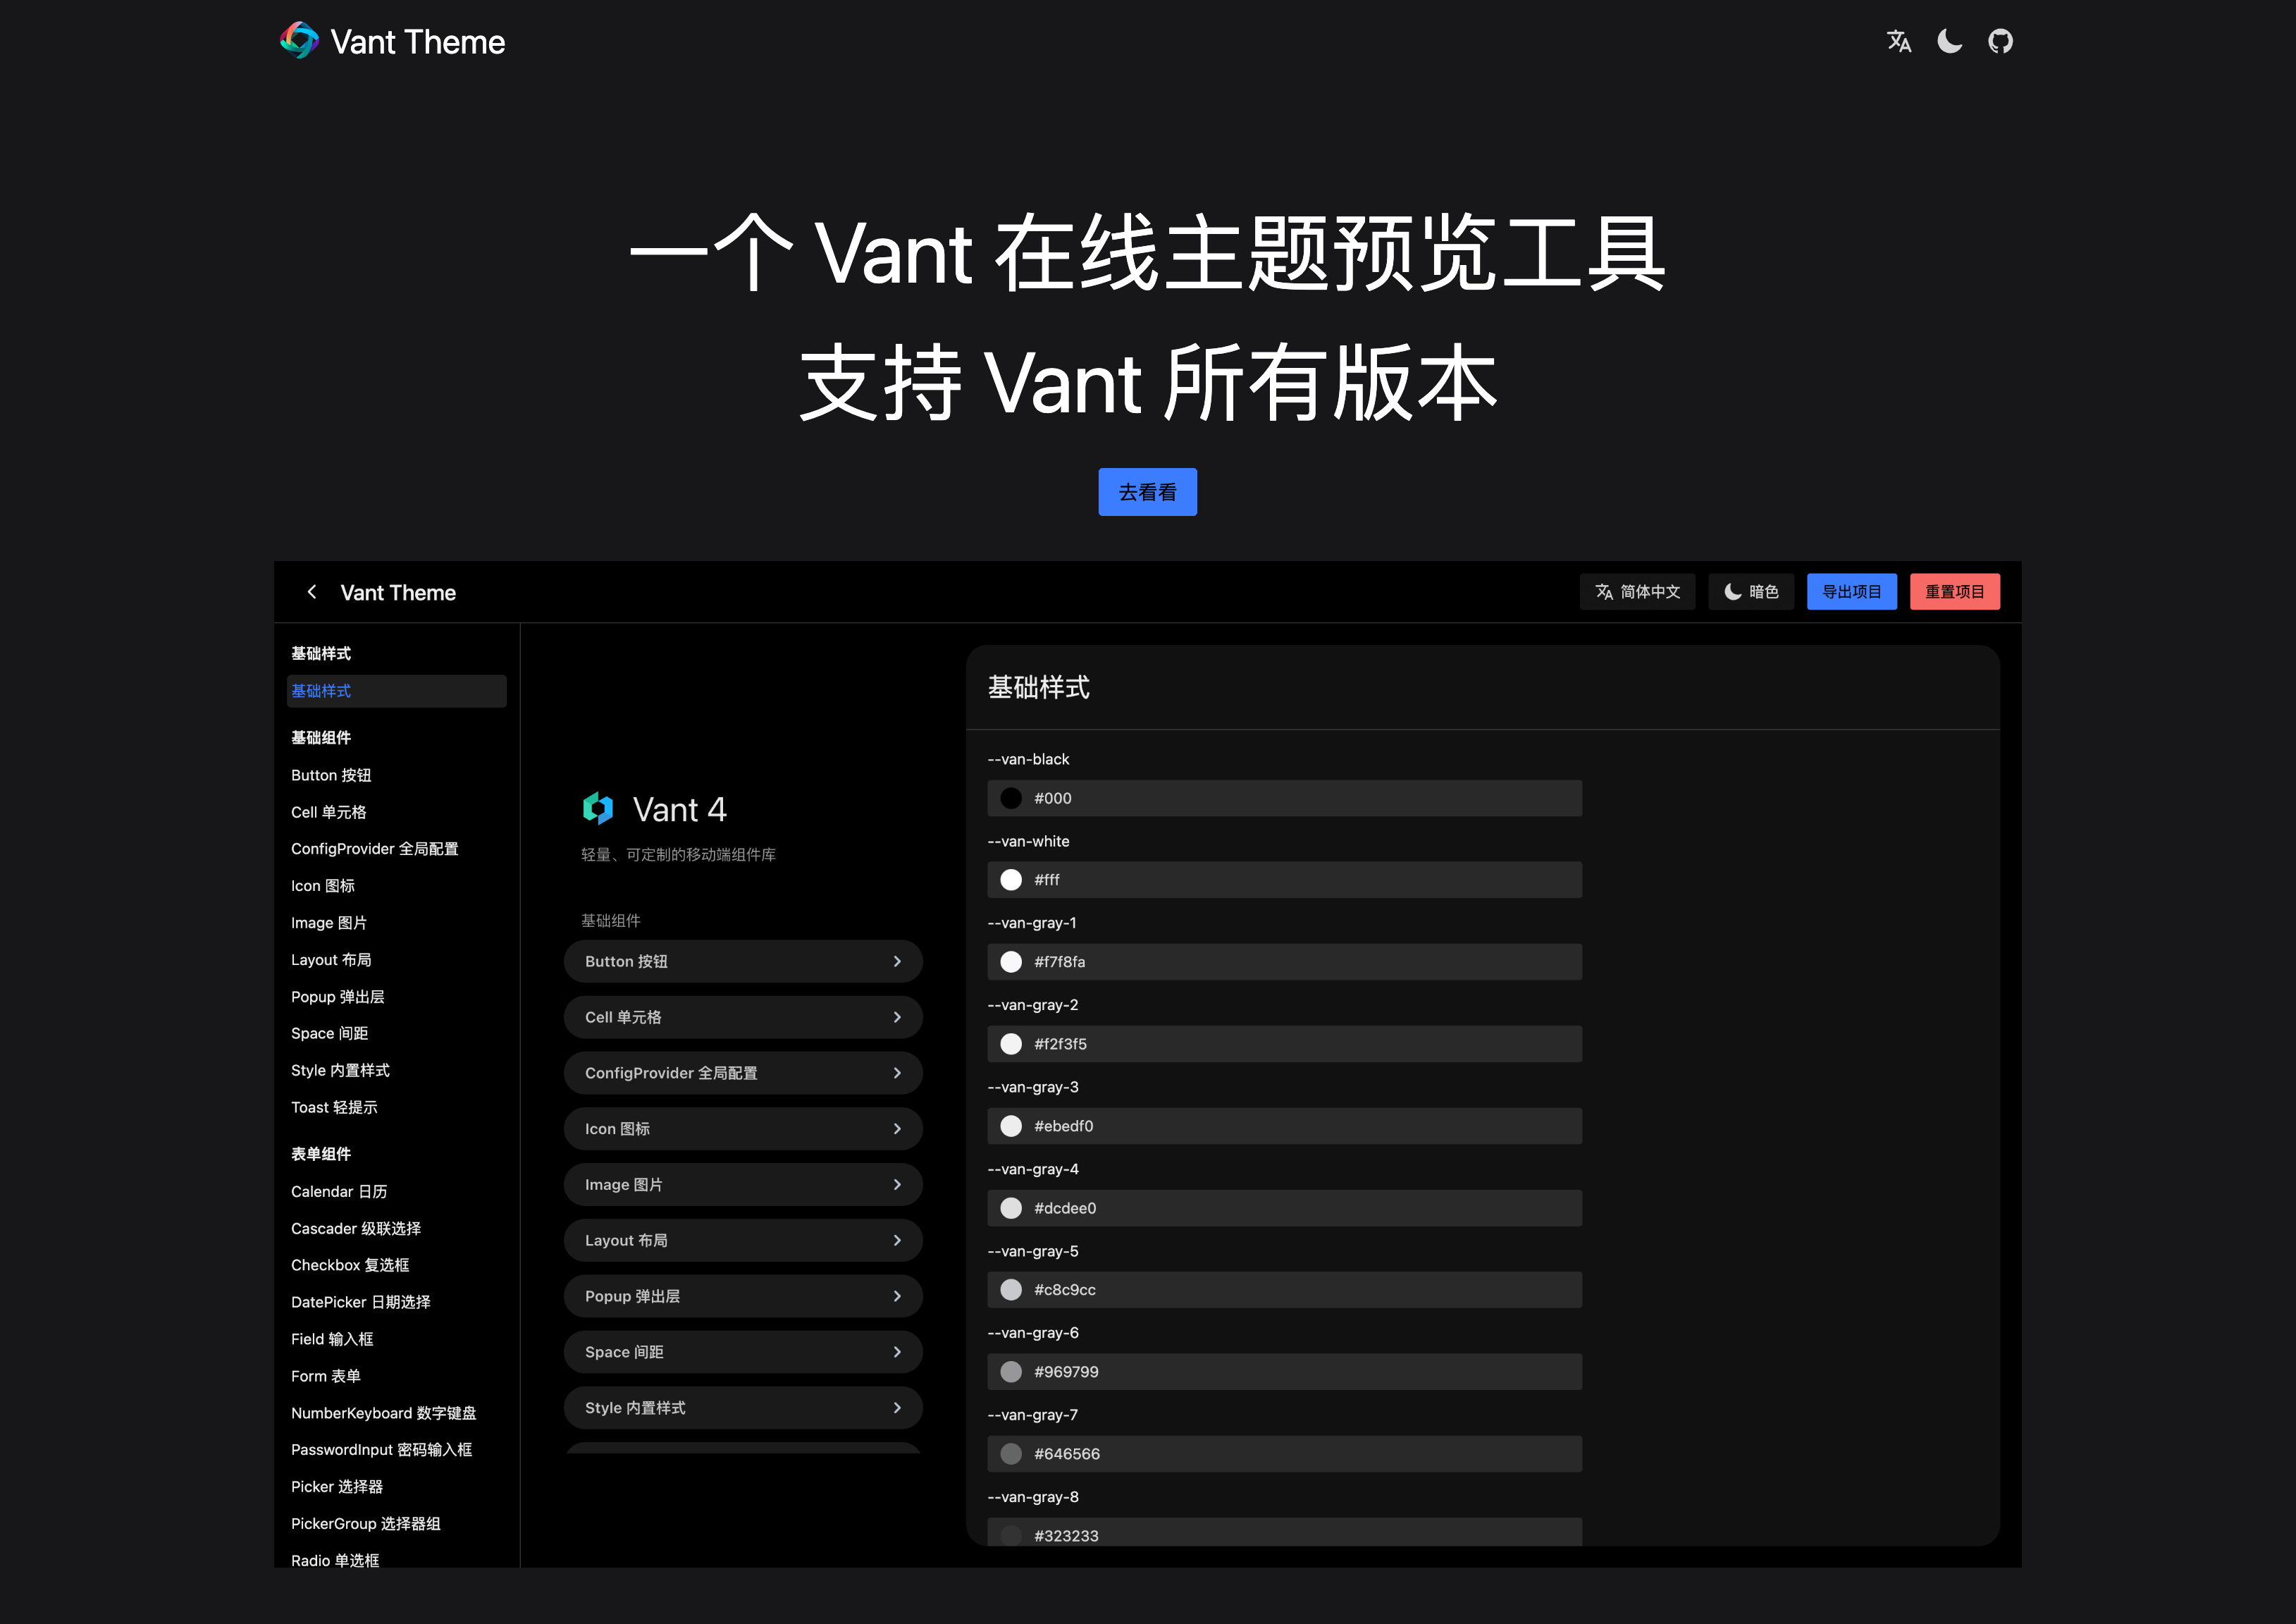 Vant Theme
一个 Vant 在线主题预览工具
支持 Vant 所有版本
去看看
Vant Theme
简体中文
暗色
导出项目
重置项目
基础样式
基础样式
基础组件
Button 按钮
Cell 单元格
ConfigProvider 全局配置
Icon 图标
Image 图片
Layout 布局
Popup 弹出层
Space 间距
Style 内置样式
Toast 轻提示
表单组件
Calendar 日历
Cascader 级联选择
Checkbox 复选框
DatePicker 日期选择
Field 输入框
Form 表单
NumberKeyboard 数字键盘
PasswordInput 密码输入框
Picker 选择器
PickerGroup 选择器组
Radio 单选框
Vant 4
轻量、可定制的移动端组件库
基础组件
Button 按钮
Cell 单元格
ConfigProvider 全局配置
Icon 图标
Image 图片
Layout 布局
Popup 弹出层
Space 间距
Style 内置样式
基础样式
--van-black
#000
--van-white
#fff
--van-gray-1
#f7f8fa
--van-gray-2
#f2f3f5
--van-gray-3
#ebedf0
--van-gray-4
#dcdee0
--van-gray-5
#c8c9cc
--van-gray-6
#969799
--van-gray-7
#646566
--van-gray-8
#323233